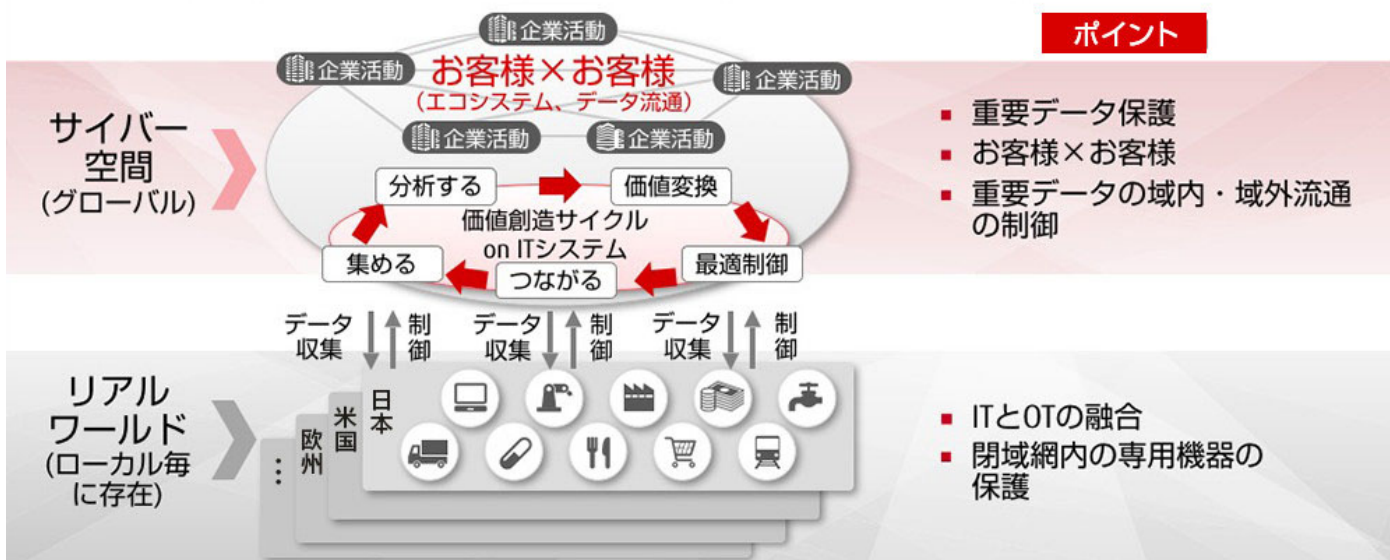 ポイント
企業活動
企業活動
企業活動
お客様×お客様
(エコシステム、データ流通)
企業活動
企業活動
サイバー
空間
(グローバル)
分析する
価値変換
価値創造サイクル
on ITシステム
集める
つながる
最適制御
重要データ保護
お客様×お客様
重要データの域内・域外流通
の制御
データ
収集
制御
データ
収集
制御
データ
収集
制御
リアル
ワールド
(ローカル毎
に存在)
日本
米国
欧州
…
ITとOTの融合
閉域網内の専用機器の
保護